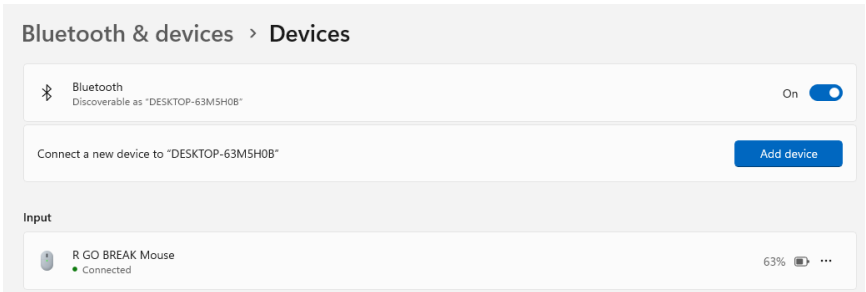 Bluetooth & devices > Devices
Bluetooth
Discoverable as "DESKTOP-63M5H0B"
On
Connect a new device to "DESKTOP-63M5H0B"
Add device
Input
R GO BREAK Mouse
Connected
63%